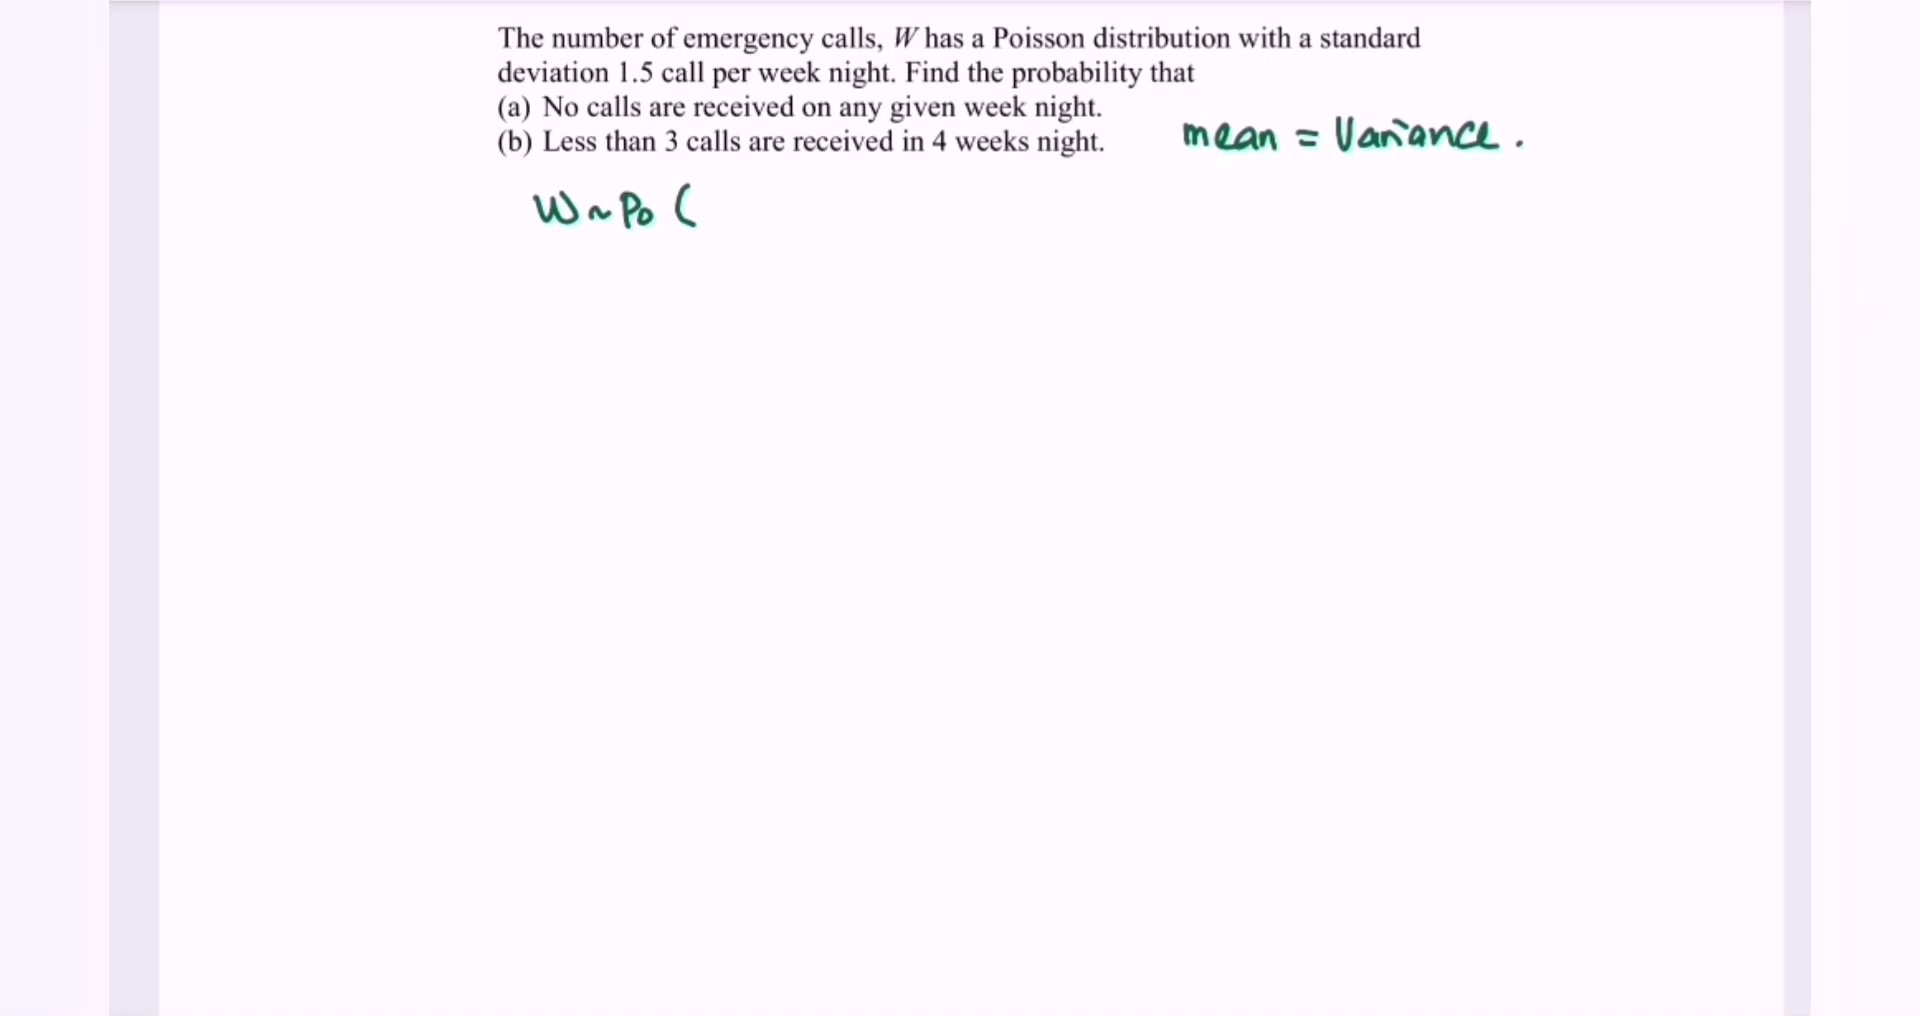 The number of emergency calls, W has a Poisson distribution with a standard
deviation 1.5 call per week night. Find the probability that
(a) No calls are received on any given week night.
(b) Less than 3 calls are received in 4 weeks night.
mean = Variance.
W ~ Po (